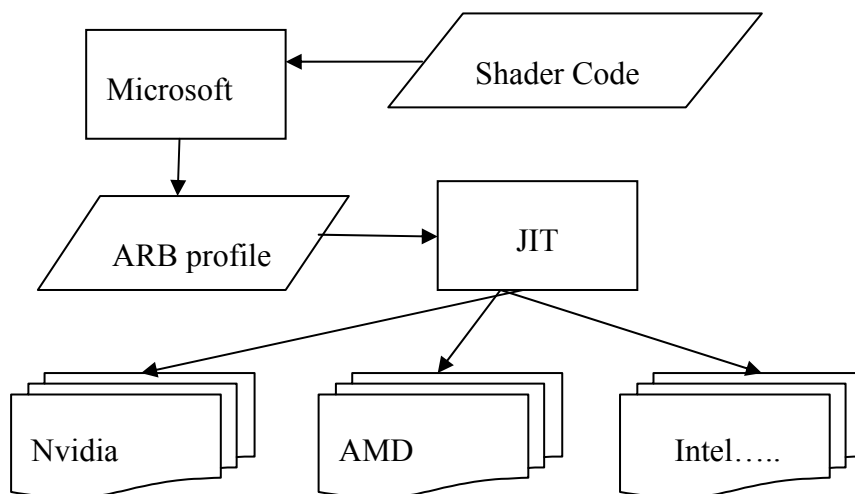 Shader Code
Microsoft
ARB profile
JIT
Nvidia
AMD
Intel.....